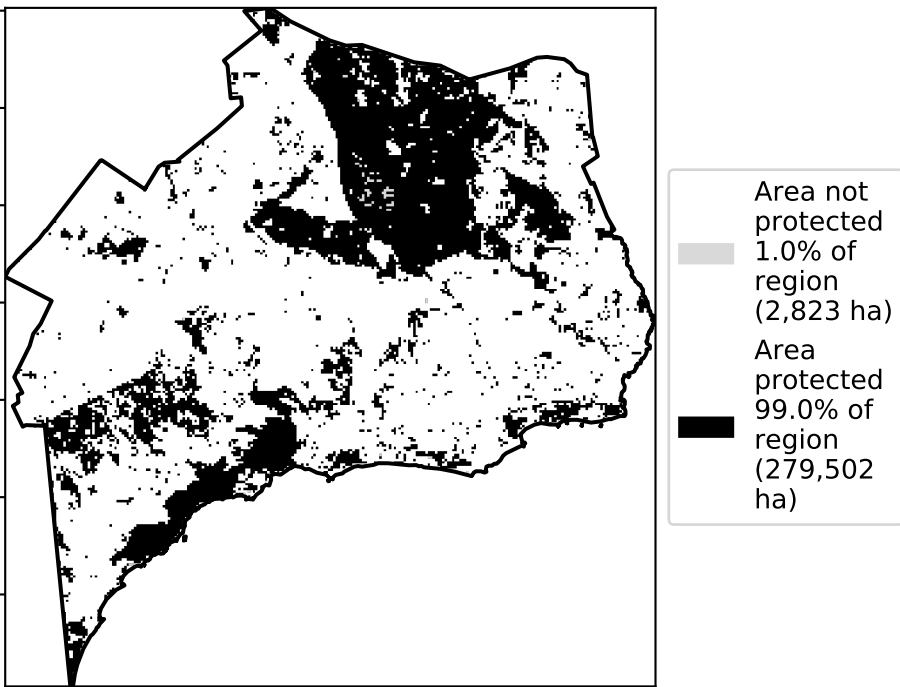 Area not
protected
1.0% of
region
(2,823 ha)
Area
protected
99.0% of
region
(279,502
ha)